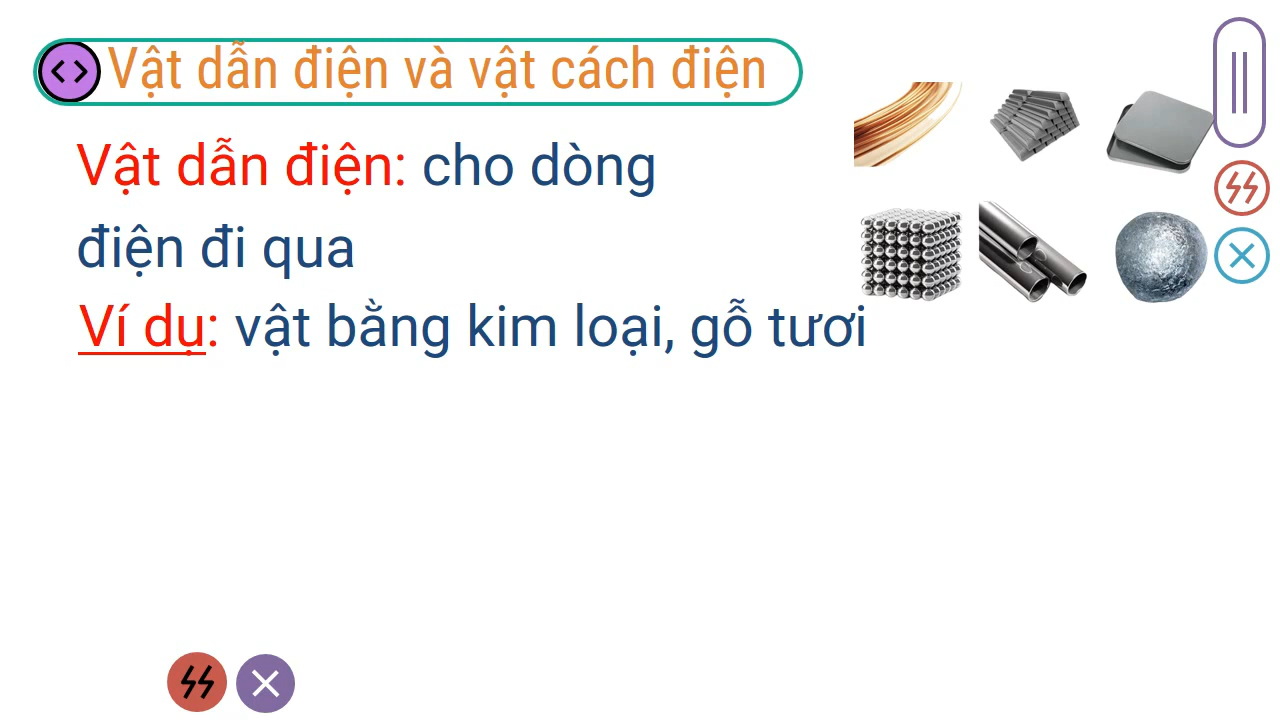 Vật dẫn điện và vật cách điện
Vật dẫn điện: cho dòng
điện đi qua
Ví dụ: vật bằng kim loại, gỗ tươi